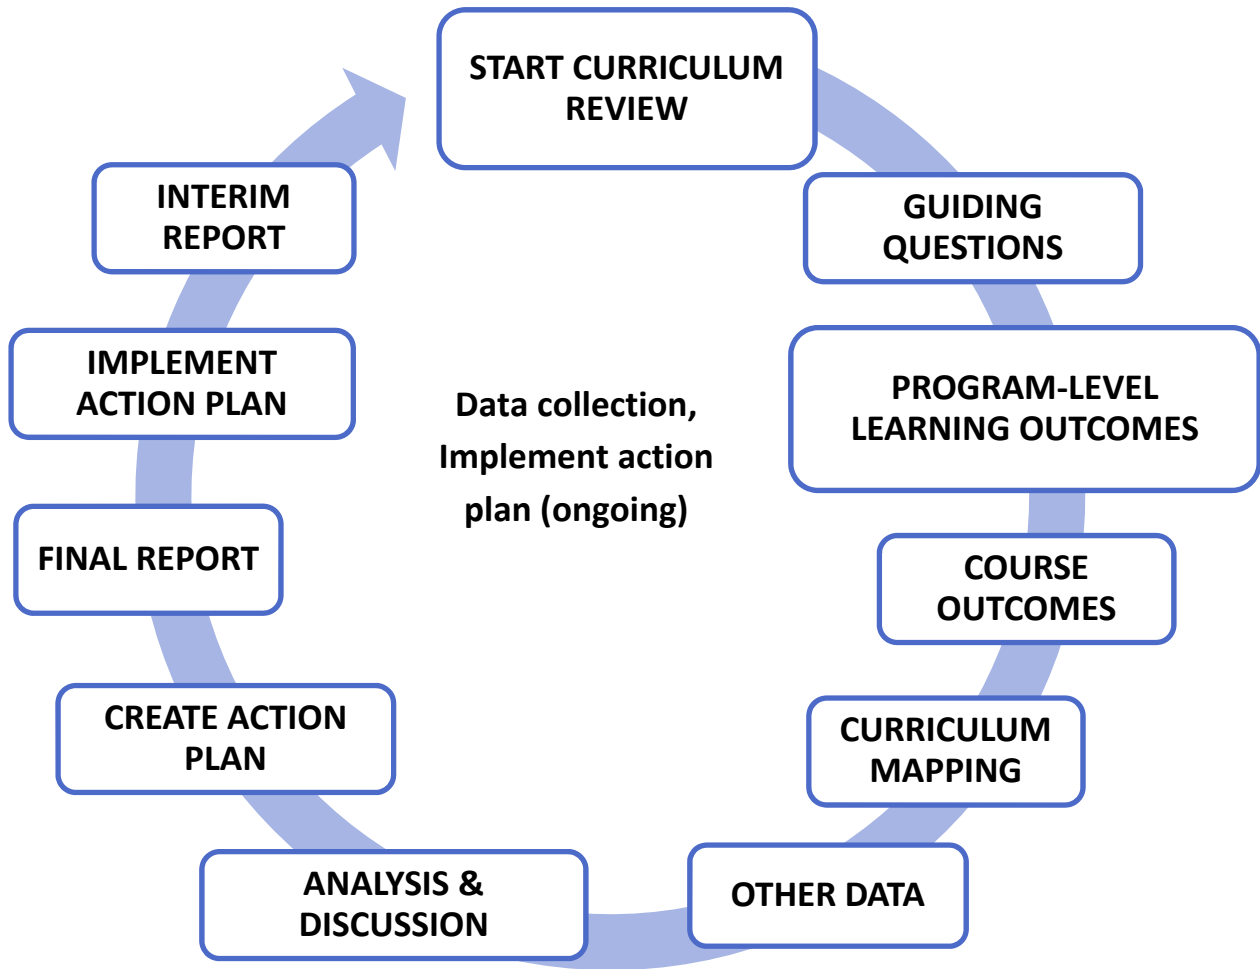 START CURRICULUM
REVIEW
GUIDING
QUESTIONS
PROGRAM-LEVEL
LEARNING OUTCOMES
COURSE
OUTCOMES
CURRICULUM
MAPPING
OTHER DATA
ANALYSIS &
DISCUSSION
CREATE ACTION
PLAN
FINAL REPORT
IMPLEMENT
ACTION PLAN
INTERIM
REPORT
Data collection,
Implement action
plan (ongoing)